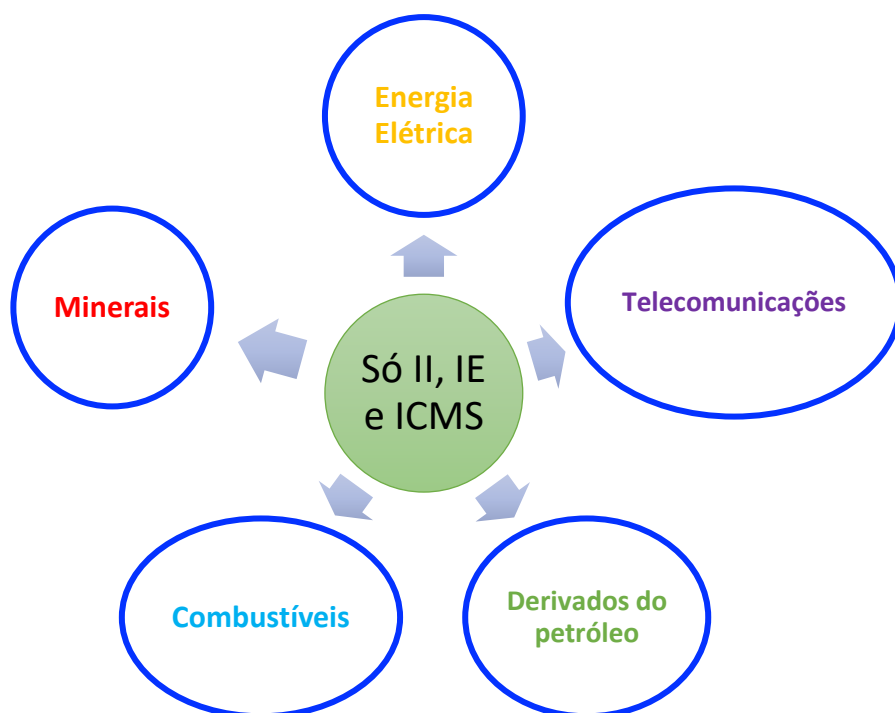 Energia
Elétrica
Minerais
Telecomunicações
Só II, IE
e ICMS
Combustíveis
Derivados do
petróleo